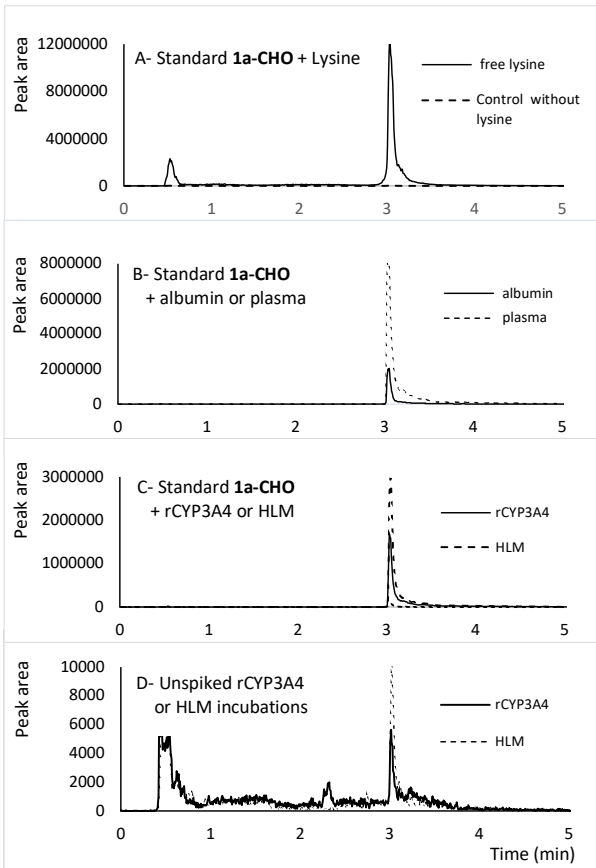 Peak area
12000000
8000000
4000000
0
A- Standard 1a-CHO + Lysine
free lysine
Control without
lysine
0 1 2 3 4 5
Peak area
8000000
6000000
4000000
2000000
0
B- Standard 1a-CHO
+ albumin or plasma
albumin
plasma
0 1 2 3 4 5
Peak area
3000000
2000000
1000000
0
C- Standard 1a-CHO
+ rCYP3A4 or HLM
rCYP3A4
HLM
0 1 2 3 4 5
Peak area
10000
8000
6000
4000
2000
0
D- Unspiked rCYP3A4
or HLM incubations
rCYP3A4
HLM
0 1 2 3 4 5
Time (min)